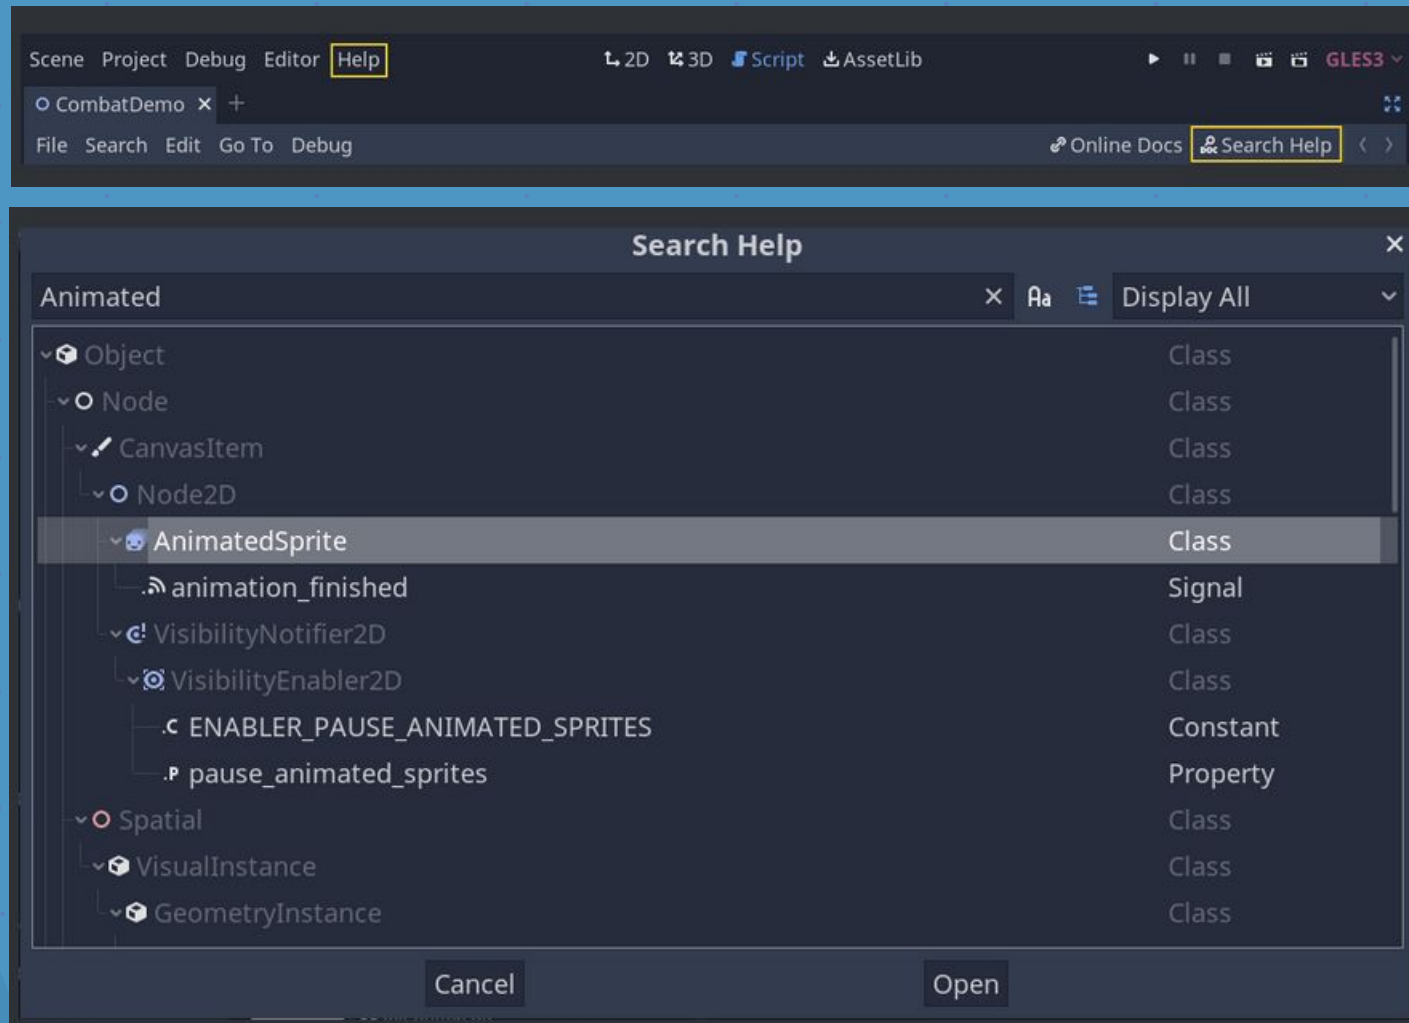 Scene Project Debug Editor Help 2D 3D Script AssetLib GLES3
CombatDemo
File Search Edit Go To Debug Online Docs Search Help
Search Help
Animated Aa Display All
Object Class
Node Class
CanvasItem Class
Node2D Class
AnimatedSprite Class
animation_finished Signal
VisibilityNotifier2D Class
VisibilityEnabler2D Class
.C ENABLER_PAUSE_ANIMATED_SPRITES Constant
.P pause_animated_sprites Property
Spatial Class
VisualInstance Class
GeometryInstance Class
Cancel Open